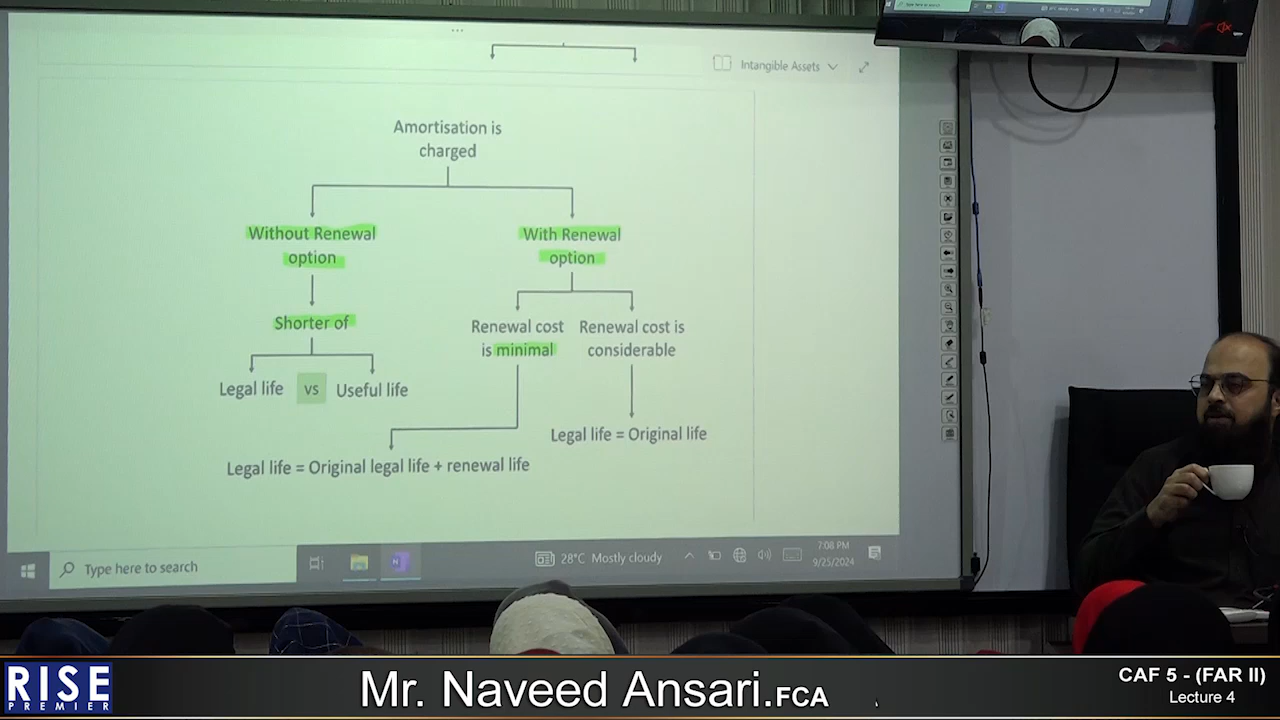 Intangible Assets
Amortisation is
charged
Without Renewal
option
With Renewal
option
Shorter of
Renewal cost
is minimal
Renewal cost is
considerable
Legal life vs Useful life
Legal life = Original life
Legal life = Original legal life + renewal life
Type here to search
28°C Mostly cloudy
7:08 PM
9/25/2024
RISE
PREMIER
Mr. Naveed Ansari.FCA
CAF 5 - (FAR II)
Lecture 4